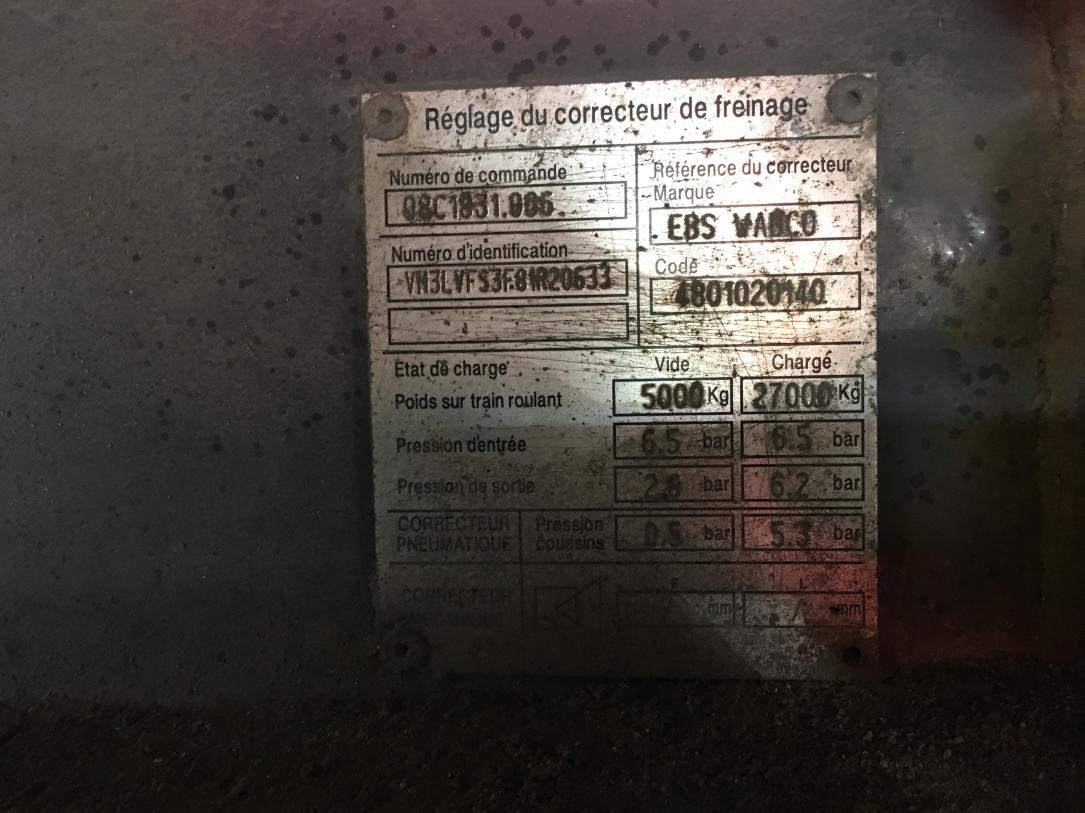 Réglage du correcteur de freinage
Numéro de commande
08C1831.006
Référence du correcteur
Marque
EBS WABCO
Numéro d'identification
VN3LVFS3F81R20633
Code
4801020140
Etat de charge Vide Chargé
Poids sur train roulant 5000 Kg 27000 Kg
Pression d'entrée 6.5 bar 6.5 bar
Pression de sortie bar 6.2 bar
CORRECTEUR PNEUMATIQUE Pression coussins 0.5 bar 5.3 bar
CORRECTEUR F mm L mm